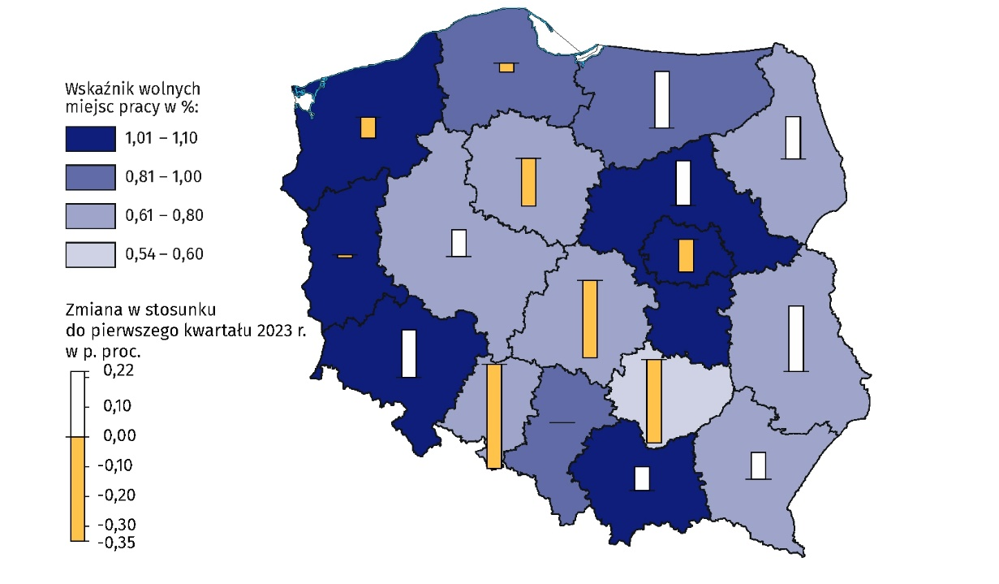 Wskaźnik wolnych
miejsc pracy w %:
1,01 – 1,10
0,81 – 1,00
0,61 – 0,80
0,54 – 0,60
Zmiana w stosunku
do pierwszego kwartału 2023 r.
w p. proc.
0,22
0,10
0,00
-0,10
-0,20
-0,30
-0,35